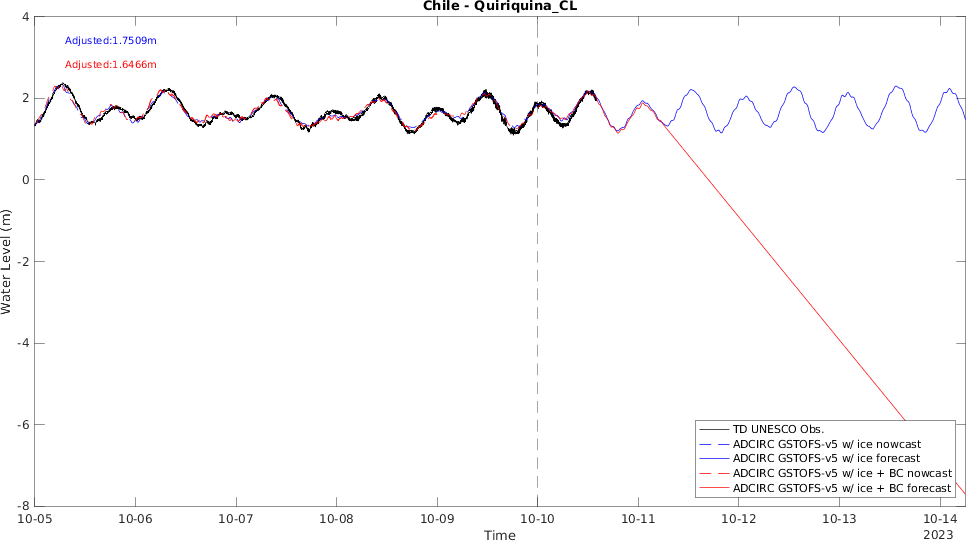 Chile - Quiriquina_CL
Adjusted:1.7509m
Adjusted:1.6466m
4
2
0
-2
-4
-6
-8
Water Level (m)
10-05 10-06 10-07 10-08 10-09 10-10 10-11 10-12 10-13 10-14
2023
Time
TD UNESCO Obs.
ADCIRC GSTOFS-v5 w/ ice nowcast
ADCIRC GSTOFS-v5 w/ ice forecast
ADCIRC GSTOFS-v5 w/ ice + BC nowcast
ADCIRC GSTOFS-v5 w/ ice + BC forecast